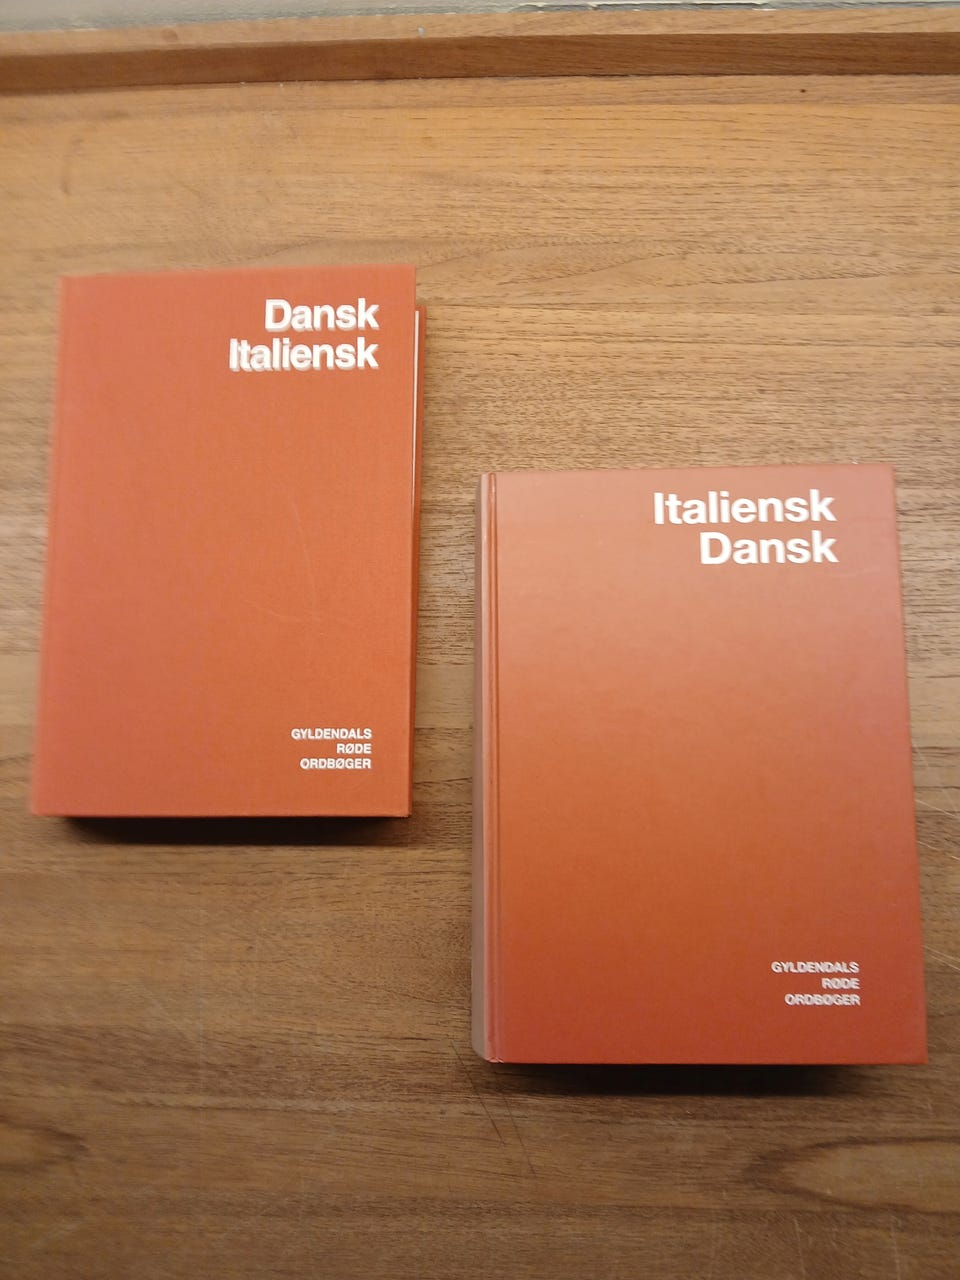 Dansk
Italiensk
GYLDENDALS
RØDE
ORDBØGER
Italiensk
Dansk
GYLDENDALS
RØDE
ORDBØGER